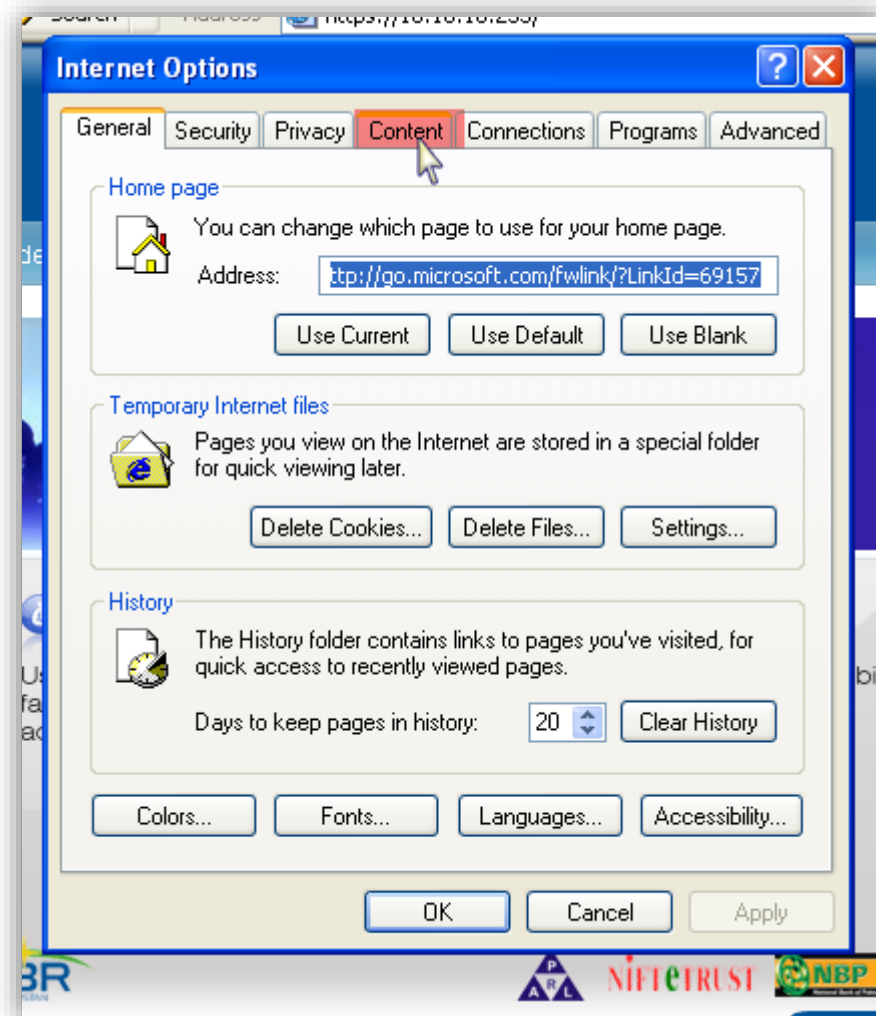 Search Address https://10.10.10.253/
Internet Options
General Security Privacy Content Connections Programs Advanced
Home page
You can change which page to use for your home page.
Address: ttp://go.microsoft.com/fwlink/?LinkId=69157
Use Current Use Default Use Blank
Temporary Internet files
Pages you view on the Internet are stored in a special folder
for quick viewing later.
Delete Cookies... Delete Files... Settings...
History
The History folder contains links to pages you've visited, for
quick access to recently viewed pages.
Days to keep pages in history: 20 Clear History
Colors... Fonts... Languages... Accessibility...
OK Cancel Apply
BR PARL NIFTeTRUST NBP